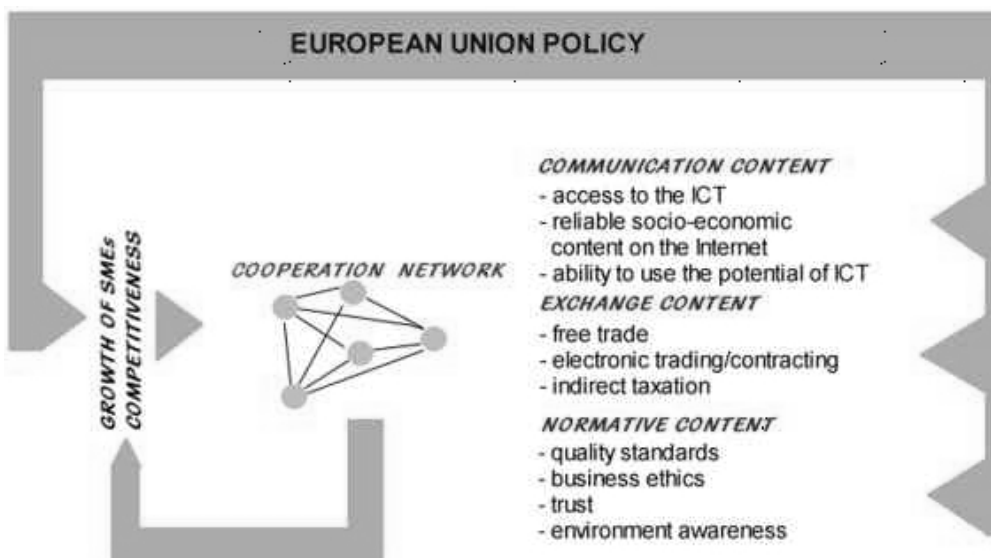 EUROPEAN UNION POLICY
GROWTH OF SMEs
COMPETITIVENESS
COOPERATION NETWORK
COMMUNICATION CONTENT
- access to the ICT
- reliable socio-economic
content on the Internet
- ability to use the potential of ICT
EXCHANGE CONTENT
- free trade
- electronic trading/contracting
- indirect taxation
NORMATIVE CONTENT
- quality standards
- business ethics
- trust
- environment awareness